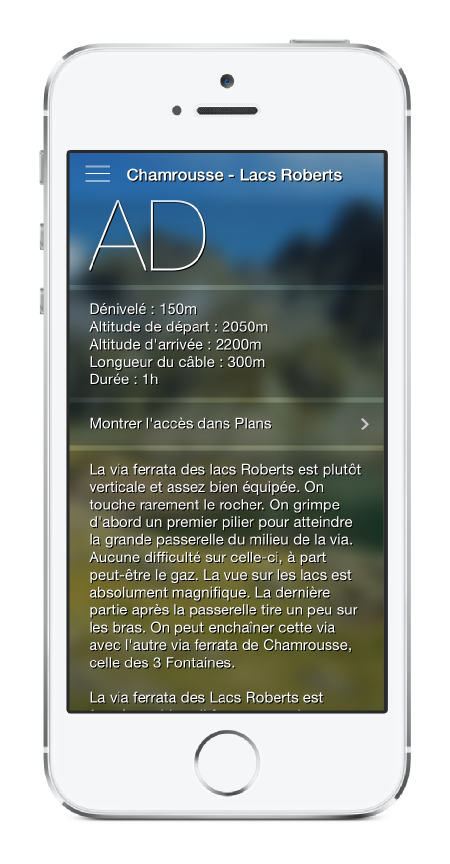 Chamrousse - Lacs Roberts
AD
Dénivelé : 150m
Altitude de départ : 2050m
Altitude d'arrivée : 2200m
Longueur du câble : 300m
Durée : 1h
Montrer l'accès dans Plans
La via ferrata des lacs Roberts est plutôt
verticale et assez bien équipée. On
touche rarement le rocher. On grimpe
d'abord un premier pilier pour atteindre
la grande passerelle du milieu de la via.
Aucune difficulté sur celle-ci, à part
peut-être le gaz. La vue sur les lacs est
absolument magnifique. La dernière
partie après la passerelle tire un peu sur
les bras. On peut enchaîner cette via
avec l'autre via ferrata de Chamrousse,
celle des 3 Fontaines.
La via ferrata des Lacs Roberts est